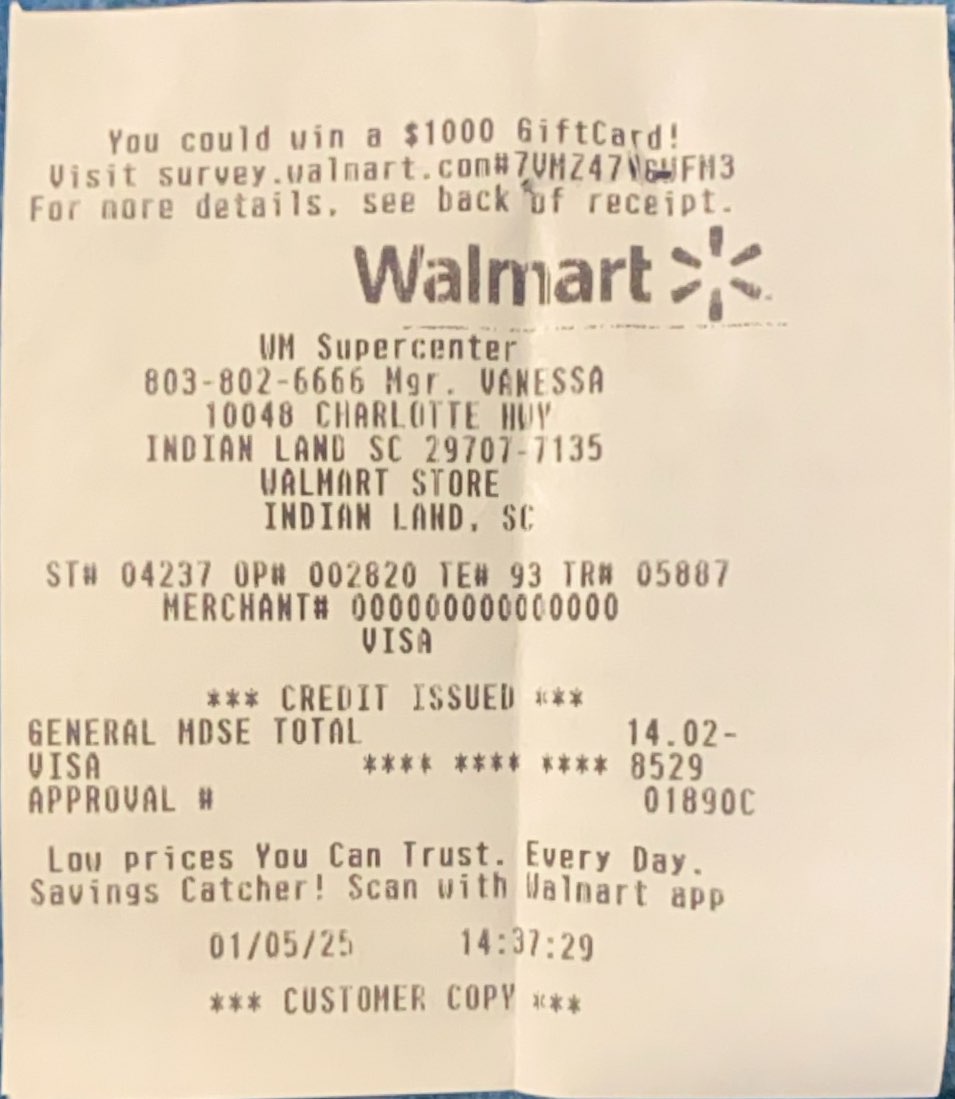 You could win a $1000 GiftCard!
Visit survey.walmart.com
For more details, see back of receipt.
Walmart
WM Supercenter
803-802-6666 Mgr. VANESSA
10048 CHARLOTTE HWY
INDIAN LAND SC 29707-7135
WALMART STORE
INDIAN LAND, SC
ST# 04237 OP# 002820 TE# 93 TR# 05887
MERCHANT# 000000000000000
VISA
*** CREDIT ISSUED ***
GENERAL MDSE TOTAL 14.02-
VISA **** **** **** 8529
APPROVAL # 01890C
Low prices You Can Trust. Every Day.
Savings Catcher! Scan with Walmart app
01/05/25 14:37:29
*** CUSTOMER COPY ***